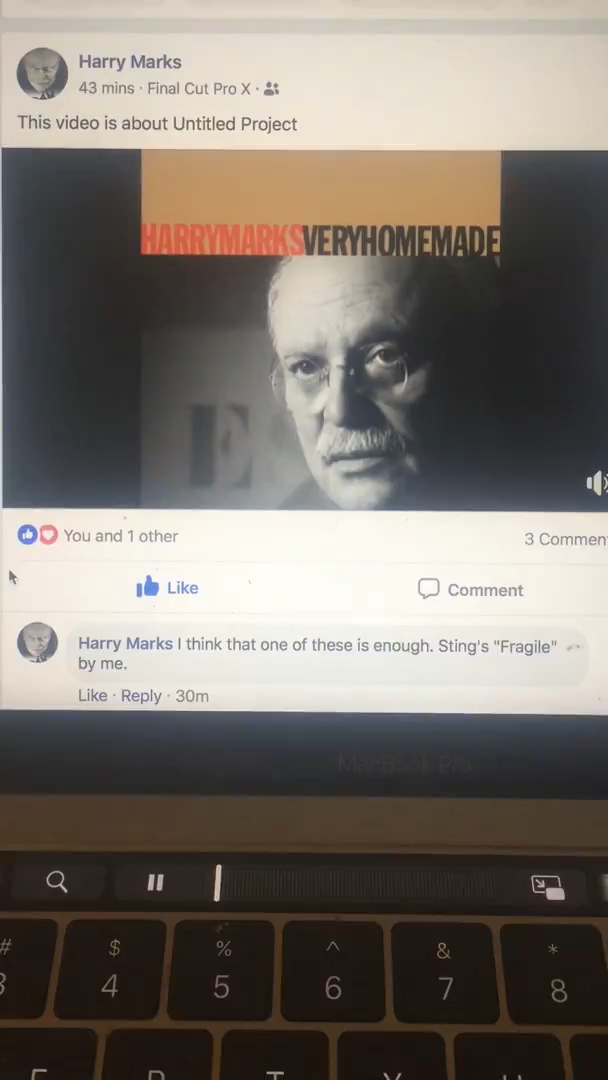 Harry Marks
43 mins · Final Cut Pro X ·
This video is about Untitled Project
HARRYMARKSVERYHOMEMADE
E
You and 1 other
3 Commen
Like
Comment
Harry Marks I think that one of these is enough. Sting's "Fragile"
by me.
Like · Reply · 30m
MacBook Pro
# $ % ^ & *
3 4 5 6 7 8